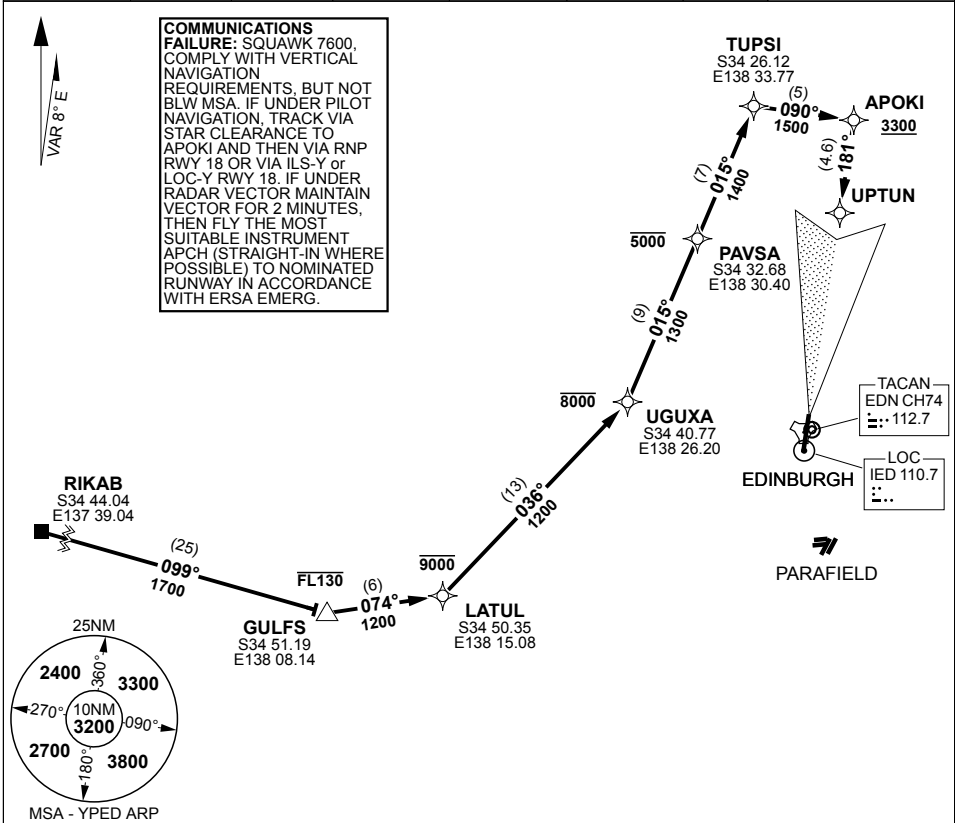 COMMUNICATIONS
FAILURE: SQUAWK 7600,
COMPLY WITH VERTICAL
NAVIGATION
REQUIREMENTS, BUT NOT
BLW MSA. IF UNDER PILOT
NAVIGATION, TRACK VIA
STAR CLEARANCE TO
APOKI AND THEN VIA RNP
RWY 18 OR VIA ILS-Y or
LOC-Y RWY 18. IF UNDER
RADAR VECTOR MAINTAIN
VECTOR FOR 2 MINUTES,
THEN FLY THE MOST
SUITABLE INSTRUMENT
APCH (STRAIGHT-IN WHERE
POSSIBLE) TO NOMINATED
RUNWAY IN ACCORDANCE
WITH ERSA EMERG.
VAR 8° E
TUPSI
S34 26.12
E138 33.77
(5)
090°
1500
APOKI
3300
(4.6)
181°
UPTUN
(7)
015°
1400
5000
PAVSA
S34 32.68
E138 30.40
(9)
015°
1300
8000
UGUXA
S34 40.77
E138 26.20
TACAN
EDN CH74
112.7
LOC
IED 110.7
EDINBURGH
PARAFIELD
RIKAB
S34 44.04
E137 39.04
(25)
099°
1700
(13)
036°
1200
FL130
GULFS
S34 51.19
E138 08.14
(6)
074°
1200
9000
LATUL
S34 50.35
E138 15.08
25NM
2400
360°
3300
270°
10NM
3200
090°
2700
180°
3800
MSA - YPED ARP